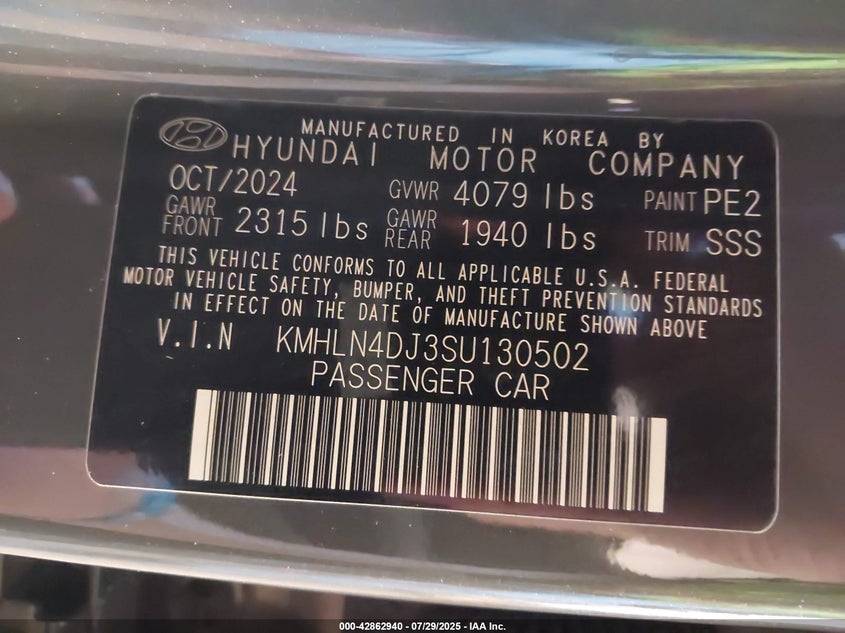 MANUFACTURED IN KOREA BY
HYUNDAI MOTOR COMPANY
OCT/2024 GVWR 4079 lbs PAINT PE2
GAWR FRONT 2315 lbs GAWR REAR 1940 lbs TRIM SSS
THIS VEHICLE CONFORMS TO ALL APPLICABLE U.S.A. FEDERAL
MOTOR VEHICLE SAFETY, BUMPER, AND THEFT PREVENTION STANDARDS
IN EFFECT ON THE DATE OF MANUFACTURE SHOWN ABOVE
V.I.N KMHLN4DJ3SU130502
PASSENGER CAR
000-42862940 - 07/29/2025 - IAA Inc.